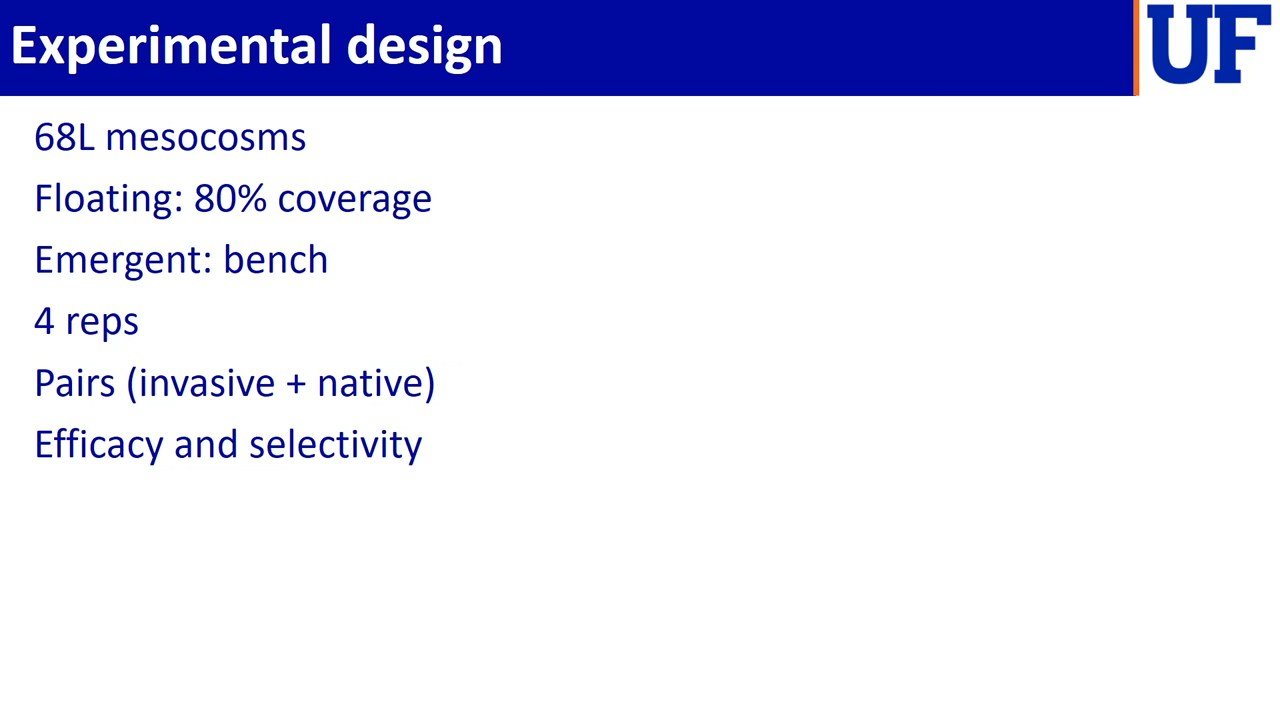 Experimental design
UF
68L mesocosms
Floating: 80% coverage
Emergent: bench
4 reps
Pairs (invasive + native)
Efficacy and selectivity